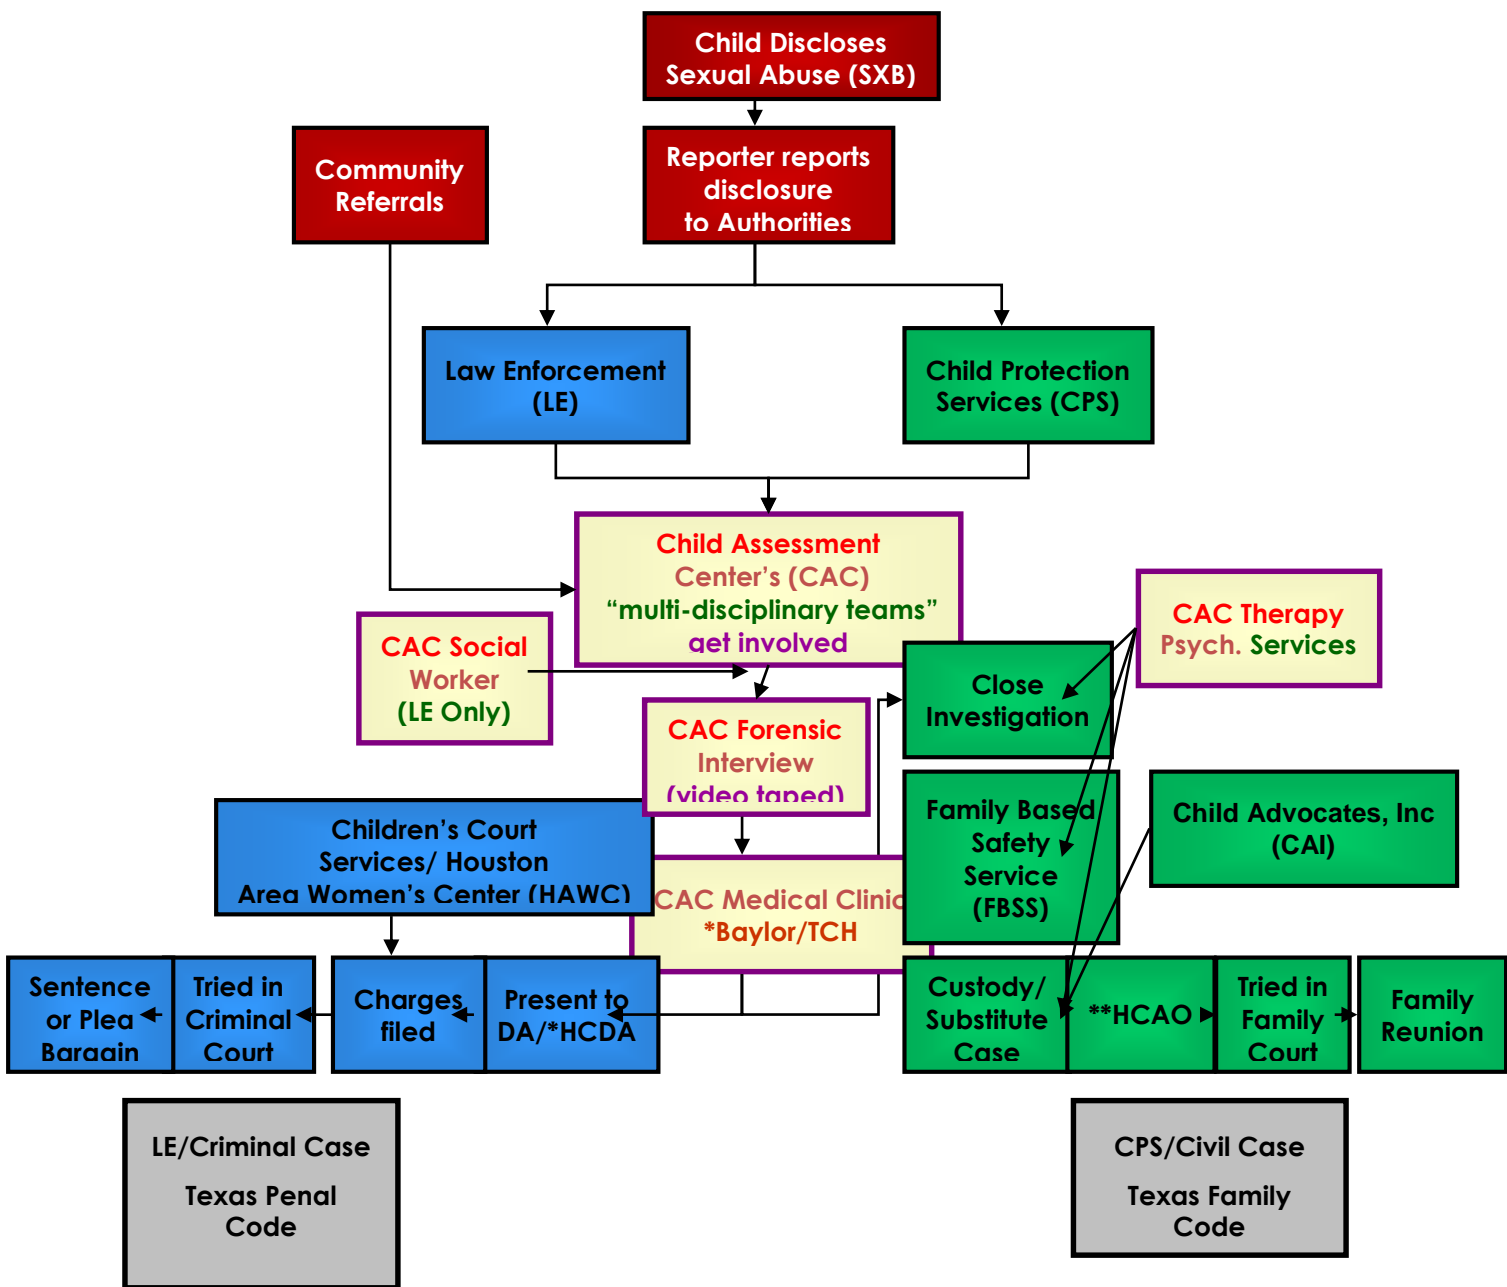 Child Discloses
Sexual Abuse (SXB)
Community
Referrals
Reporter reports
disclosure
to Authorities
Law Enforcement
(LE)
Child Protection
Services (CPS)
Child Assessment
Center's (CAC)
“multi-disciplinary teams”
get involved
CAC Social
Worker
(LE Only)
CAC Therapy
Psych. Services
Close
Investigation
CAC Forensic
Interview
(video taped)
Family Based
Safety
Service
(FBSS)
Child Advocates, Inc
(CAI)
Children’s Court
Services/ Houston
Area Women’s Center (HAWC)
CAC Medical Clinic
*Baylor/TCH
Sentence
or Plea
Bargain
Tried in
Criminal
Court
Charges
filed
Present to
DA/*HCDA
Custody/
Substitute
Case
**HCAO
Tried in
Family
Court
Family
Reunion
LE/Criminal Case
Texas Penal
Code
CPS/Civil Case
Texas Family
Code